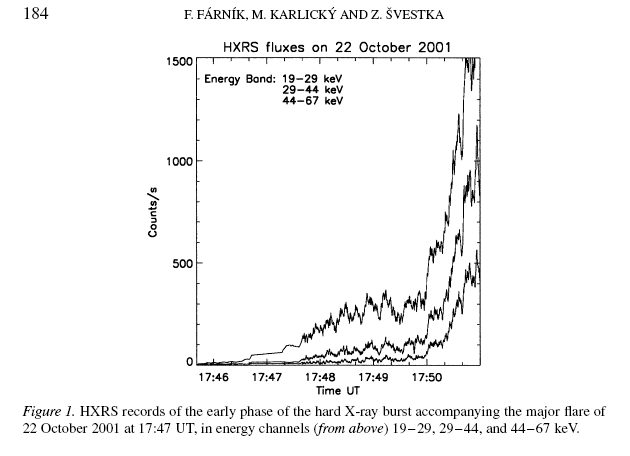 184
F. FÁRNÍK, M. KARLICKÝ AND Z. ŠVESTKA
HXRS fluxes on 22 October 2001
1500
Energy Band: 19–29 keV
29–44 keV
44–67 keV
1000
Counts/s
500
0
17:46 17:47 17:48 17:49 17:50
Time UT
Figure 1. HXRS records of the early phase of the hard X-ray burst accompanying the major flare of
22 October 2001 at 17:47 UT, in energy channels (from above) 19–29, 29–44, and 44–67 keV.